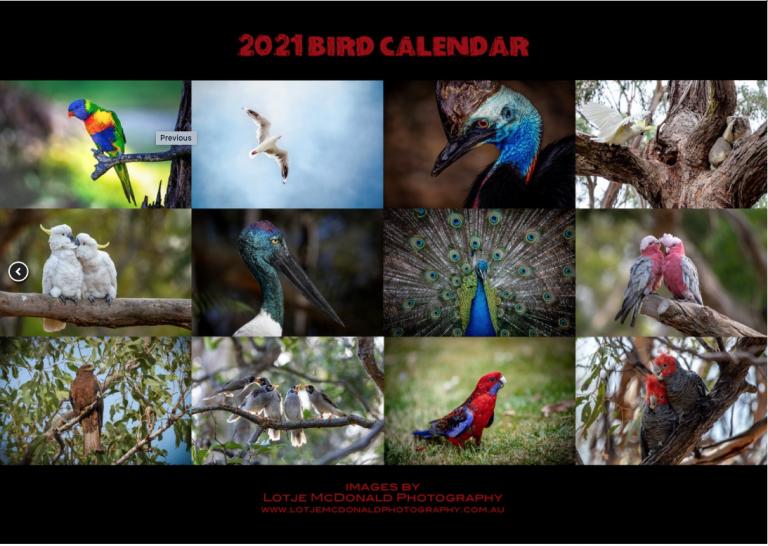 2021 BIRD CALENDAR
Previous
IMAGES BY
LOTJE MCDONALD PHOTOGRAPHY
WWW.LOTJEMCDONALDPHOTOGRAPHY.COM.AU